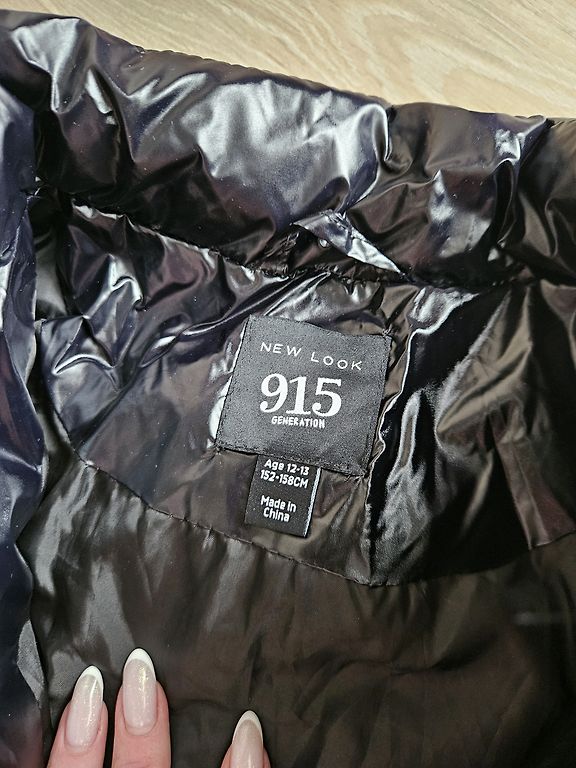 NEW LOOK
915
GENERATION
Age 12-13
152-158CM
Made in
China